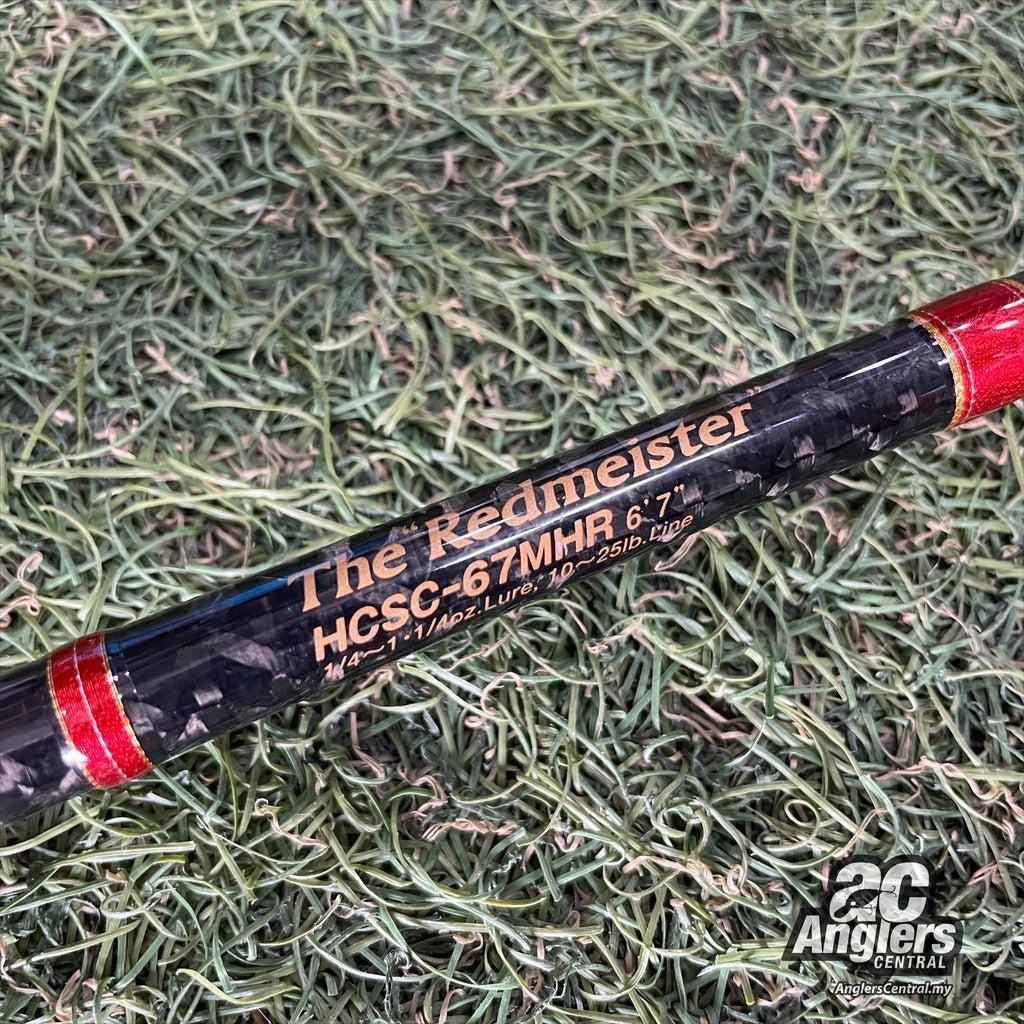 The “Redmeister”
HCSC-67MHR 6’7”
1/4~1・1/4oz.Lure, 10~25lb.Line
ac
Anglers
CENTRAL
AnglersCentral.my